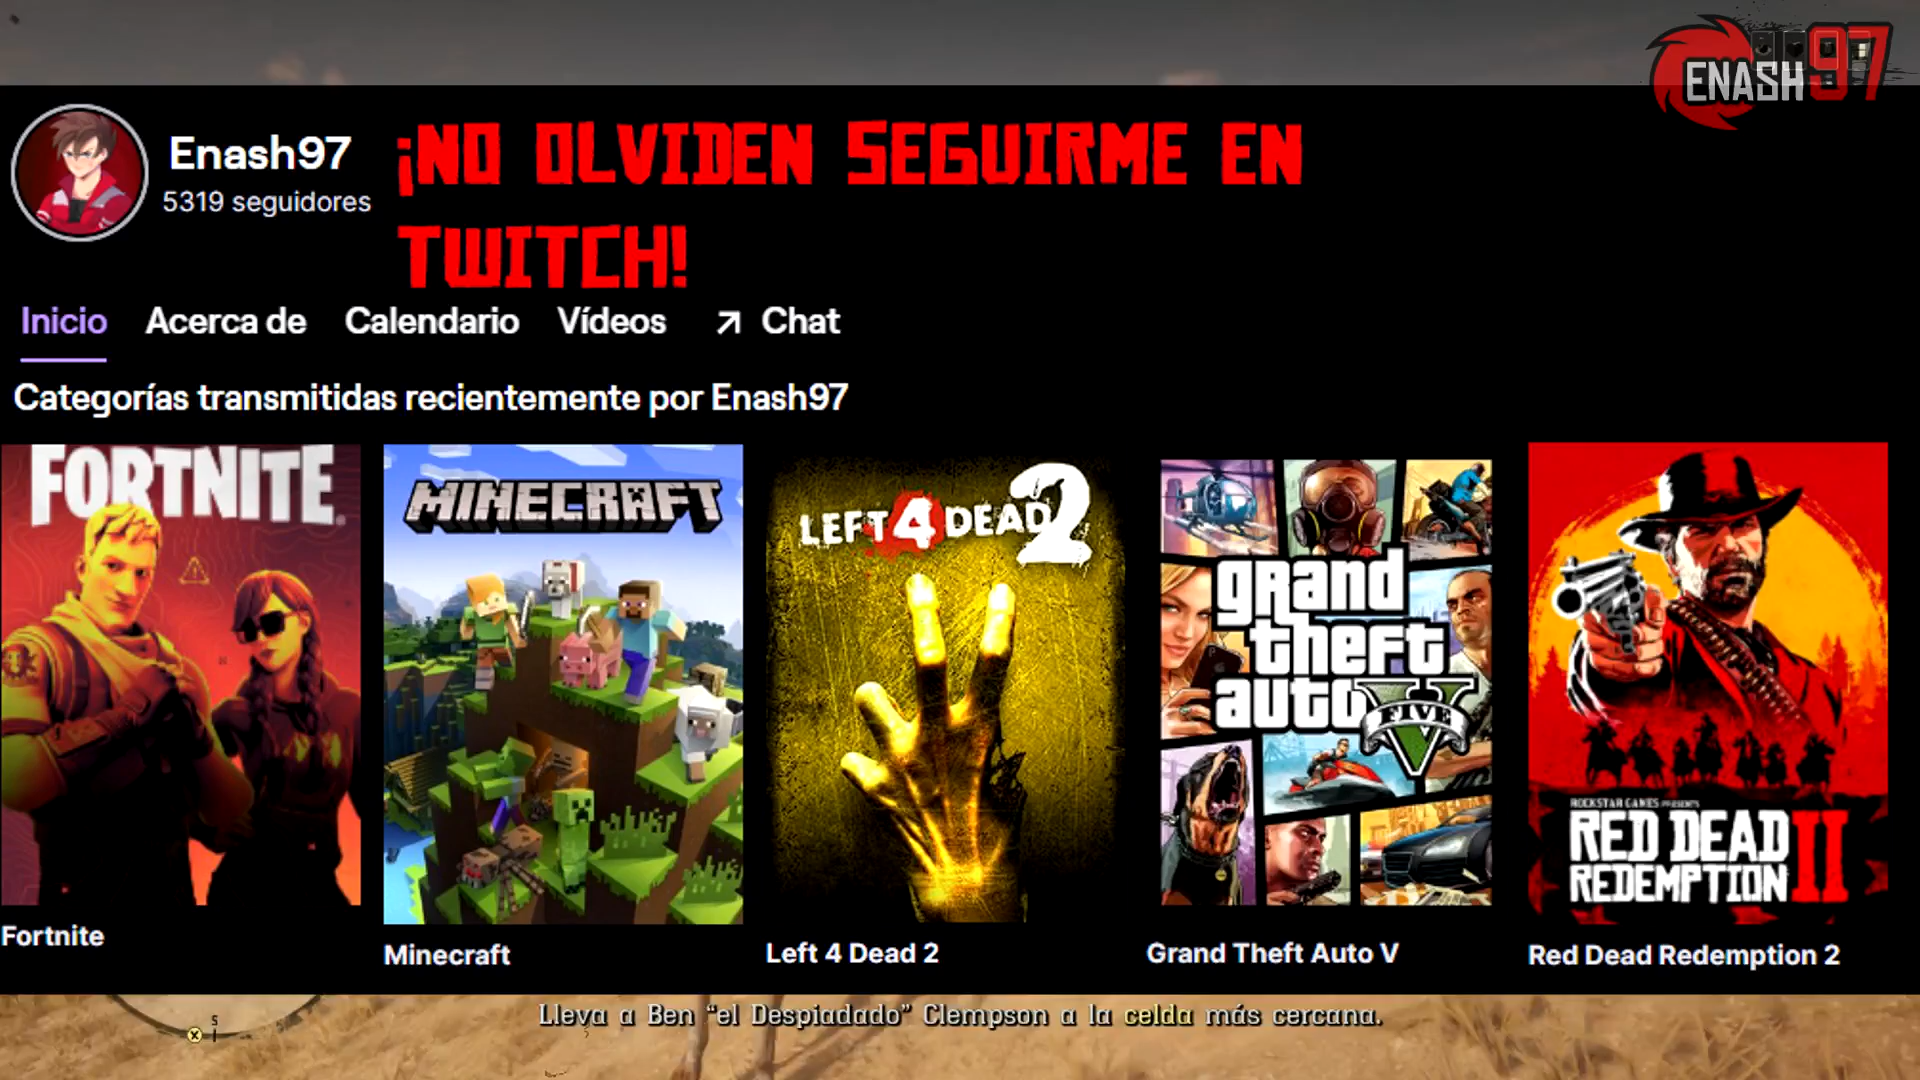 ENASH97
Enash97
5319 seguidores
¡NO OLVIDEN SEGUIRME EN
TWITCH!
Inicio Acerca de Calendario Vídeos Chat
Categorías transmitidas recientemente por Enash97
FORTNITE
MINECRAFT
LEFT 4 DEAD 2
grand
theft
auto V
FIVE
ROCKSTAR GAMES PRESENTS
RED DEAD
REDEMPTION II
Fortnite
Minecraft
Left 4 Dead 2
Grand Theft Auto V
Red Dead Redemption 2
Lleva a Ben “el Despiadado” Clempson a la celda más cercana.
X
S